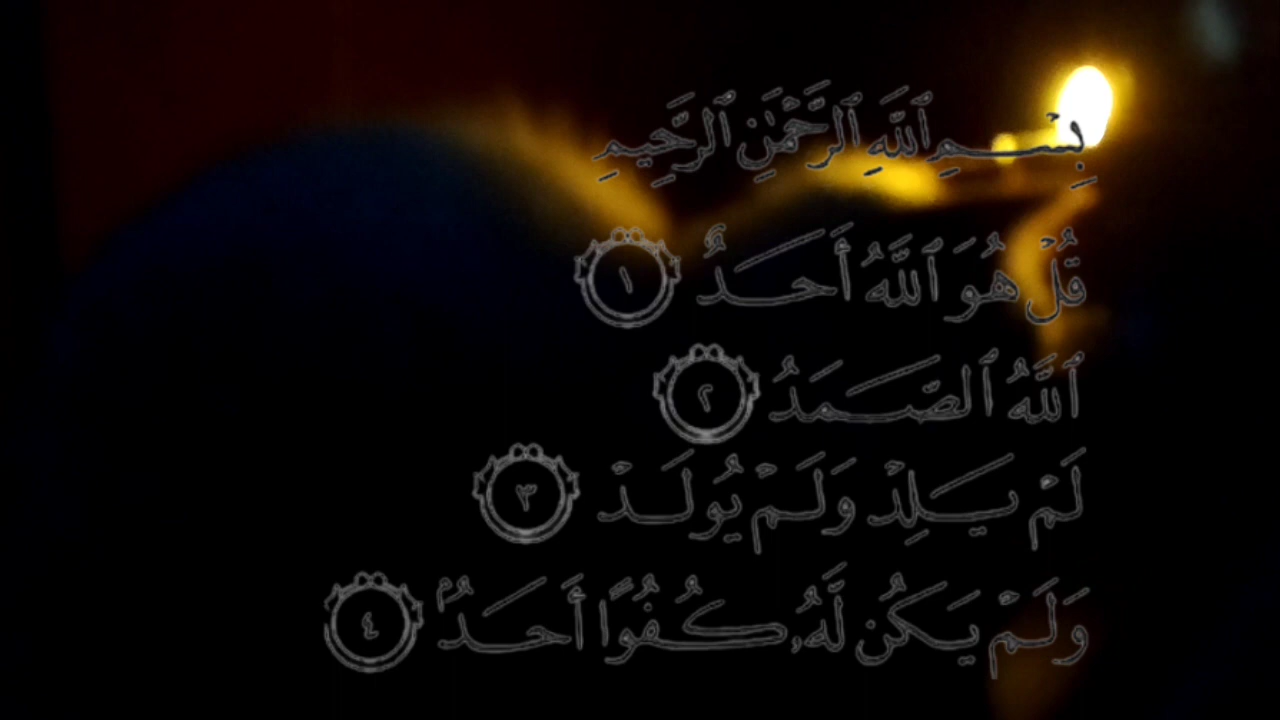 بِسْمِ ٱللَّهِ ٱلرَّحْمَٰنِ ٱلرَّحِيمِ
قُلْ هُوَ ٱللَّهُ أَحَدٌ ١
ٱللَّهُ ٱلصَّمَدُ ٢
لَمْ يَلِدْ وَلَمْ يُولَدْ ٣
وَلَمْ يَكُن لَّهُۥ كُفُوًا أَحَدٌۢ ٤